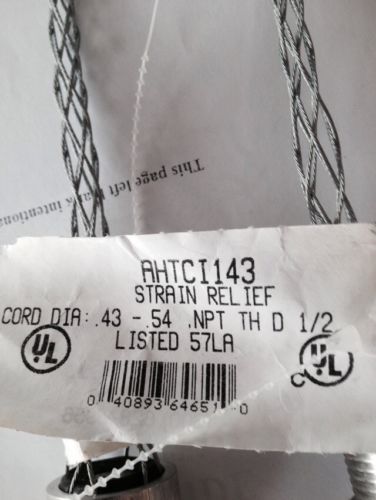 This page left blank intentiona
AHTCI143
STRAIN RELIEF
CORD DIA: .43 - .54 .NPT TH D 1/2
UL LISTED 57LA C UL
0 40893 64651 0